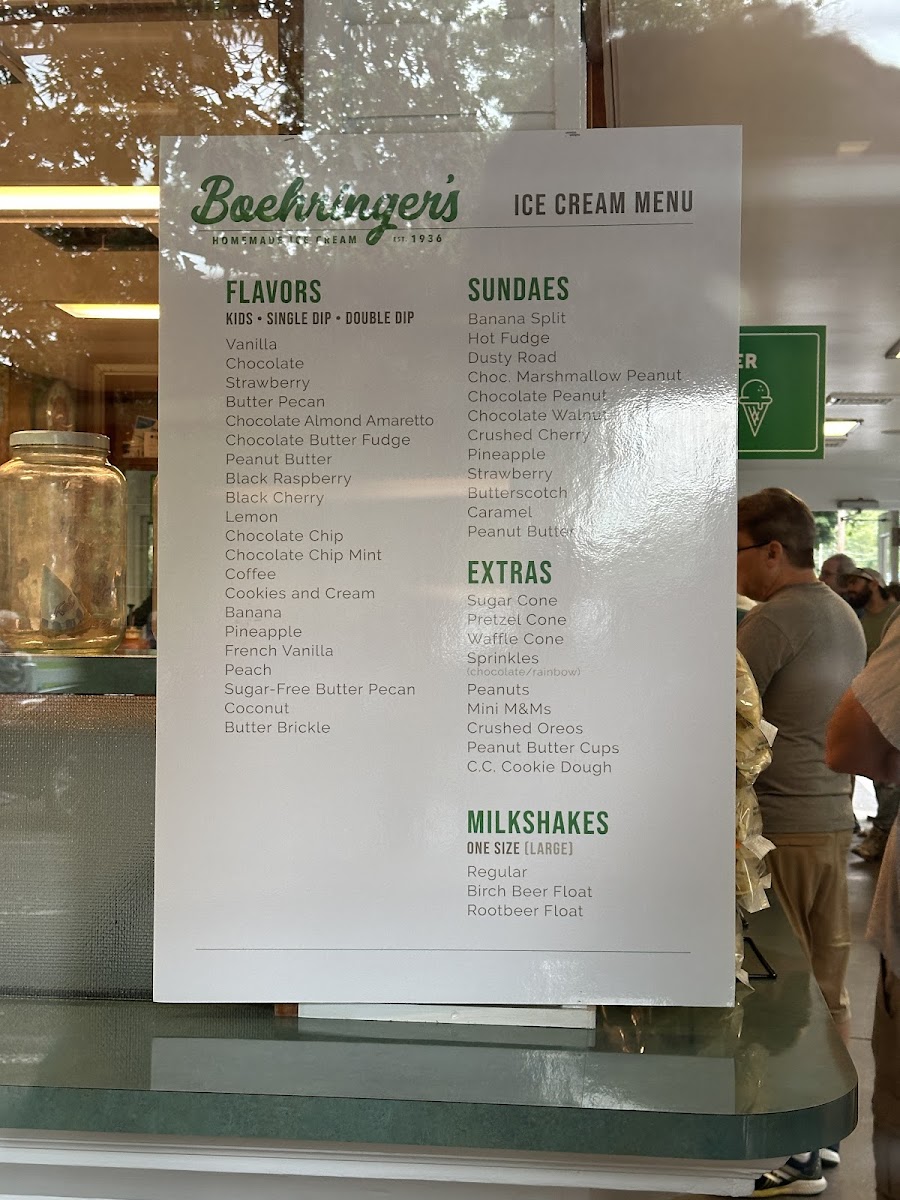 Boehringer's
HOMEMADE ICE CREAM EST. 1936
ICE CREAM MENU
FLAVORS
KIDS • SINGLE DIP • DOUBLE DIP
Vanilla
Chocolate
Strawberry
Butter Pecan
Chocolate Almond Amaretto
Chocolate Butter Fudge
Peanut Butter
Black Raspberry
Black Cherry
Lemon
Chocolate Chip
Chocolate Chip Mint
Coffee
Cookies and Cream
Banana
Pineapple
French Vanilla
Peach
Sugar-Free Butter Pecan
Coconut
Butter Brickle
SUNDAES
Banana Split
Hot Fudge
Dusty Road
Choc. Marshmallow Peanut
Chocolate Peanut
Chocolate Walnut
Crushed Cherry
Pineapple
Strawberry
Butterscotch
Caramel
Peanut Butter
EXTRAS
Sugar Cone
Pretzel Cone
Waffle Cone
Sprinkles
(chocolate/rainbow)
Peanuts
Mini M&Ms
Crushed Oreos
Peanut Butter Cups
C.C. Cookie Dough
MILKSHAKES
ONE SIZE (LARGE)
Regular
Birch Beer Float
Rootbeer Float
ER